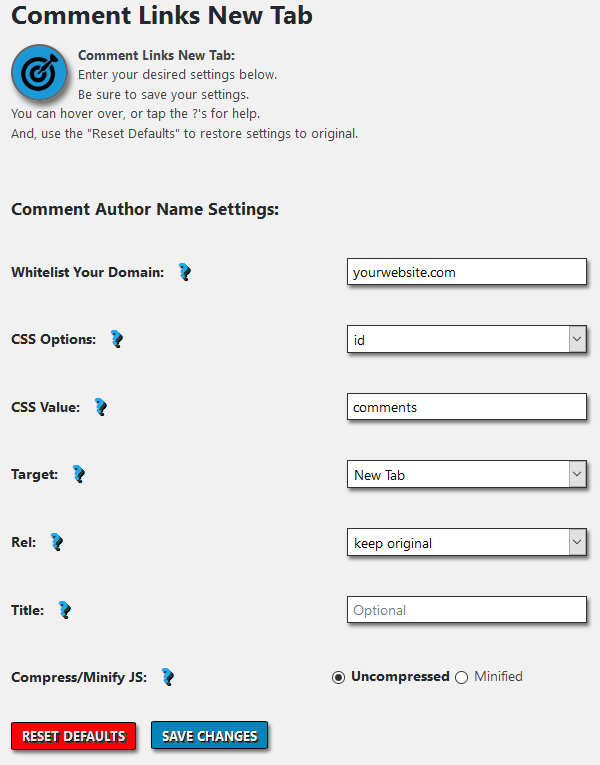 Comment Links New Tab
Comment Links New Tab:
Enter your desired settings below.
Be sure to save your settings.
You can hover over, or tap the ?'s for help.
And, use the "Reset Defaults" to restore settings to original.
Comment Author Name Settings:
Whitelist Your Domain: ? yourwebsite.com
CSS Options: ? id
CSS Value: ? comments
Target: ? New Tab
Rel: ? keep original
Title: ? Optional
Compress/Minify JS: ? Uncompressed Minified
RESET DEFAULTS SAVE CHANGES